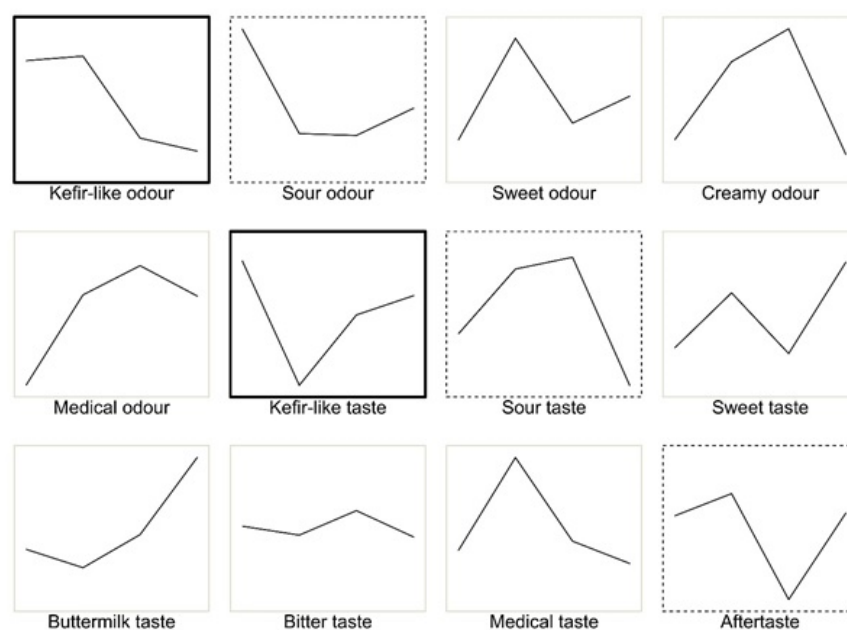 Kefir-like odour
Sour odour
Sweet odour
Creamy odour
Medical odour
Kefir-like taste
Sour taste
Sweet taste
Buttermilk taste
Bitter taste
Medical taste
Aftertaste